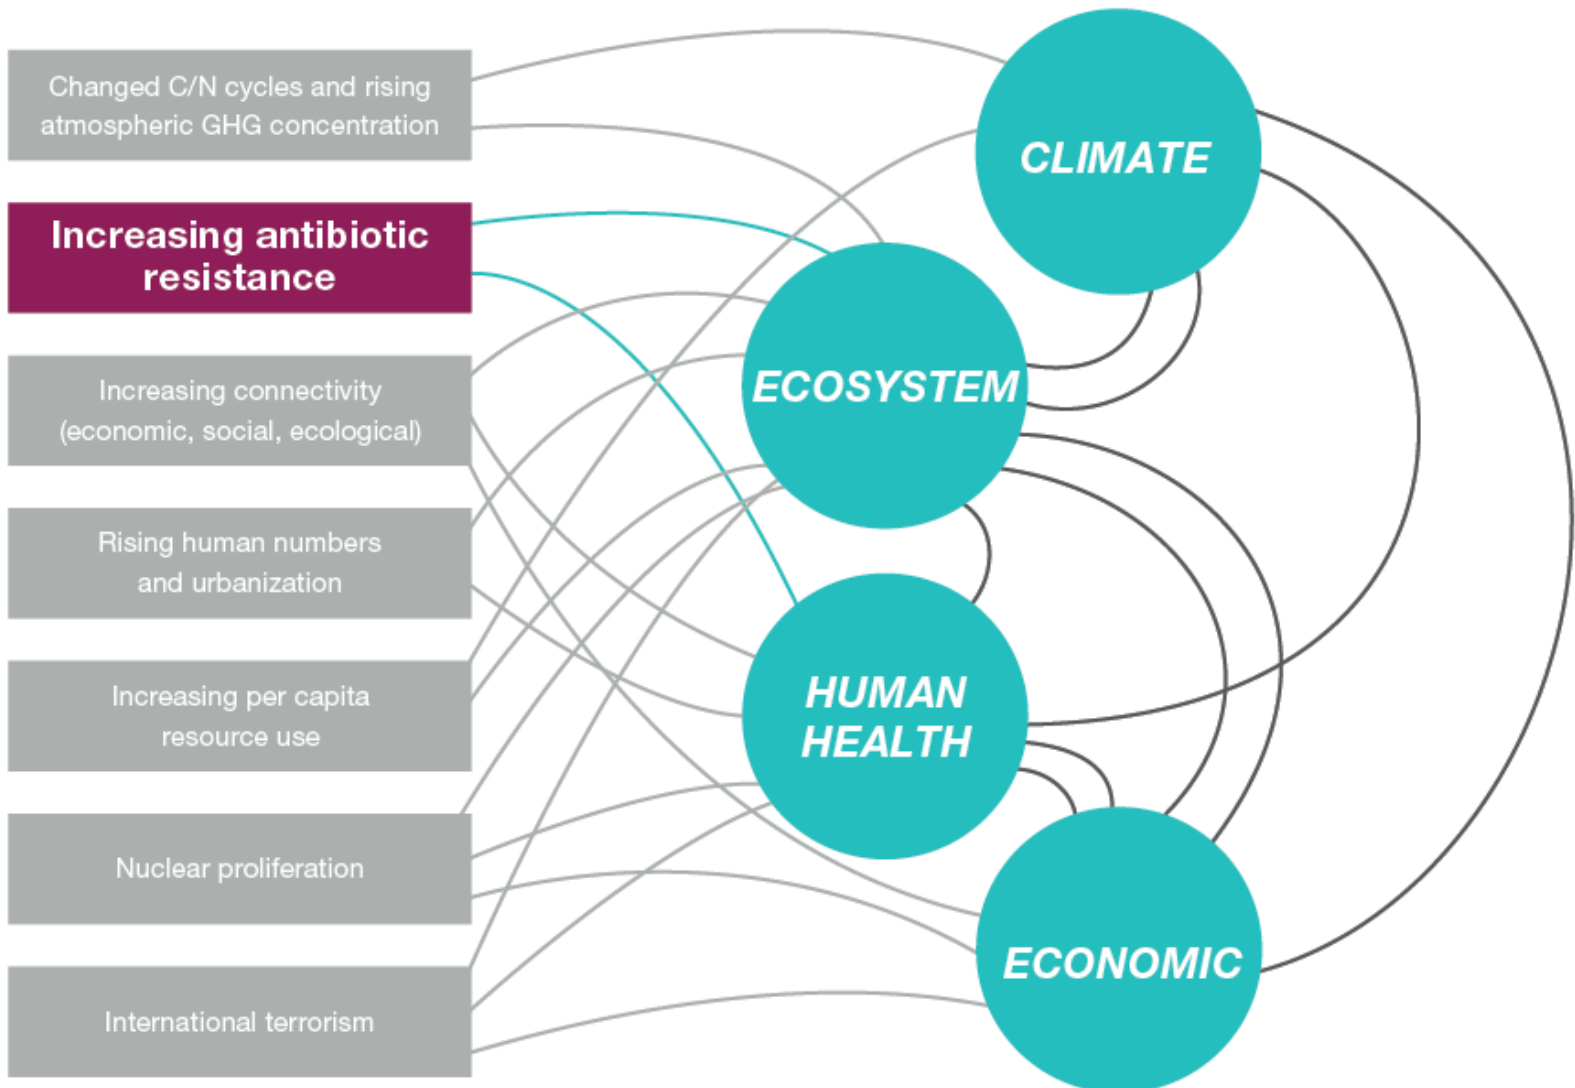 Changed C/N cycles and rising
atmospheric GHG concentration
Increasing antibiotic
resistance
Increasing connectivity
(economic, social, ecological)
Rising human numbers
and urbanization
Increasing per capita
resource use
Nuclear proliferation
International terrorism
CLIMATE
ECOSYSTEM
HUMAN
HEALTH
ECONOMIC